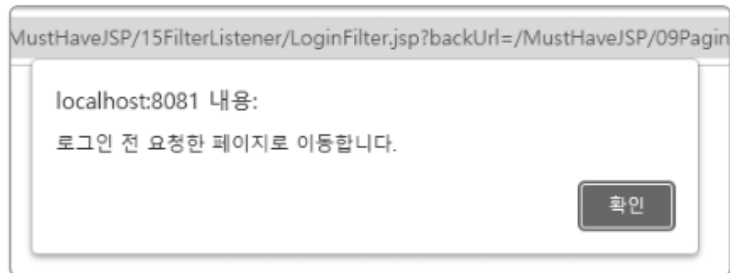 MustHaveJSP/15FilterListener/LoginFilter.jsp?backUrl=/MustHaveJSP/09Pagin
localhost:8081 내용:
로그인 전 요청한 페이지로 이동합니다.
확인